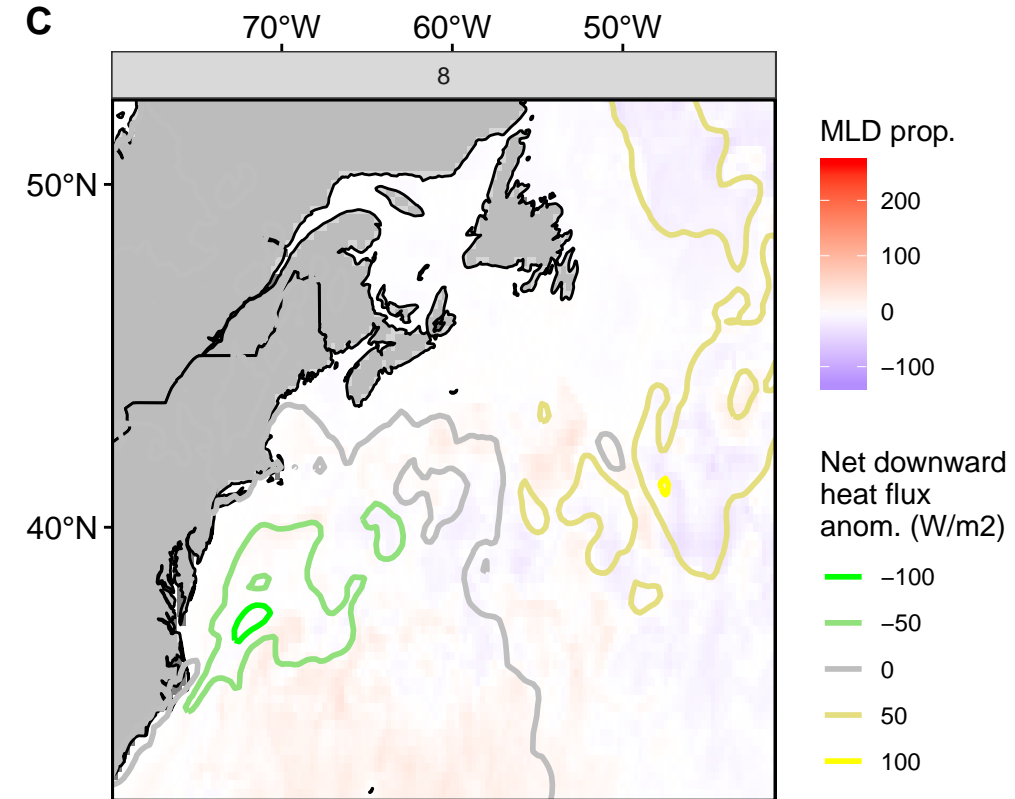 C
70°W 60°W 50°W
8
50°N
40°N
MLD prop.
200
100
0
−100
Net downward
heat flux
anom. (W/m2)
−100
−50
0
50
100